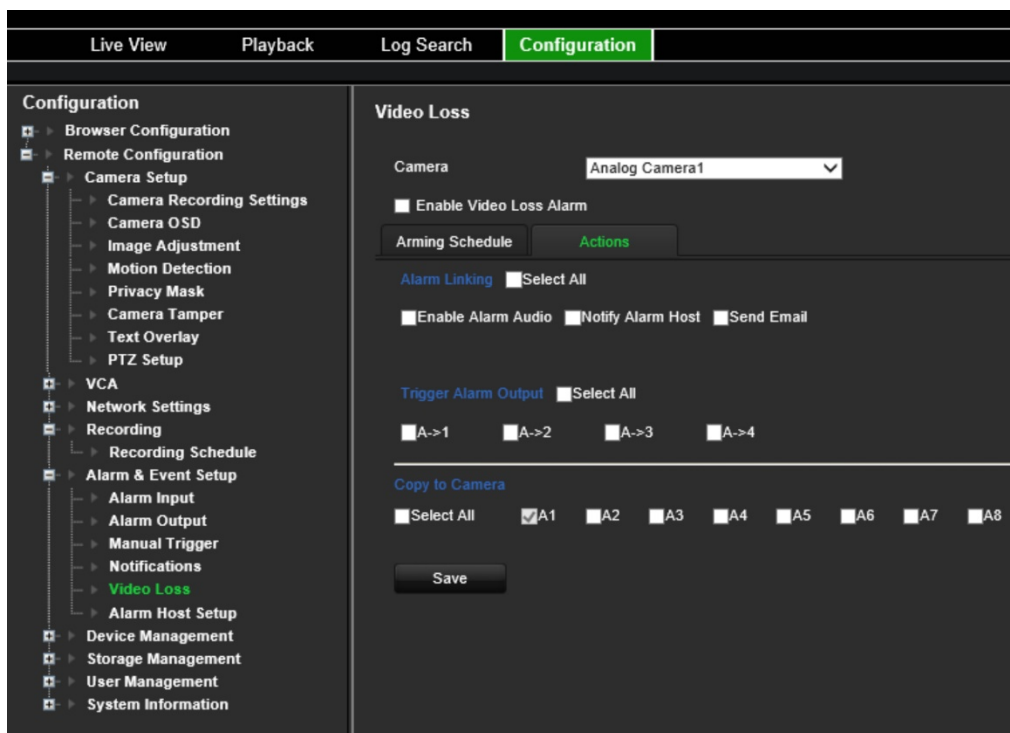 Live View Playback Log Search Configuration
Configuration
Browser Configuration
Remote Configuration
Camera Setup
Camera Recording Settings
Camera OSD
Image Adjustment
Motion Detection
Privacy Mask
Camera Tamper
Text Overlay
PTZ Setup
VCA
Network Settings
Recording
Recording Schedule
Alarm & Event Setup
Alarm Input
Alarm Output
Manual Trigger
Notifications
Video Loss
Alarm Host Setup
Device Management
Storage Management
User Management
System Information
Video Loss
Camera Analog Camera1
Enable Video Loss Alarm
Arming Schedule Actions
Alarm Linking Select All
Enable Alarm Audio Notify Alarm Host Send Email
Trigger Alarm Output Select All
A->1 A->2 A->3 A->4
Copy to Camera
Select All A1 A2 A3 A4 A5 A6 A7 A8
Save